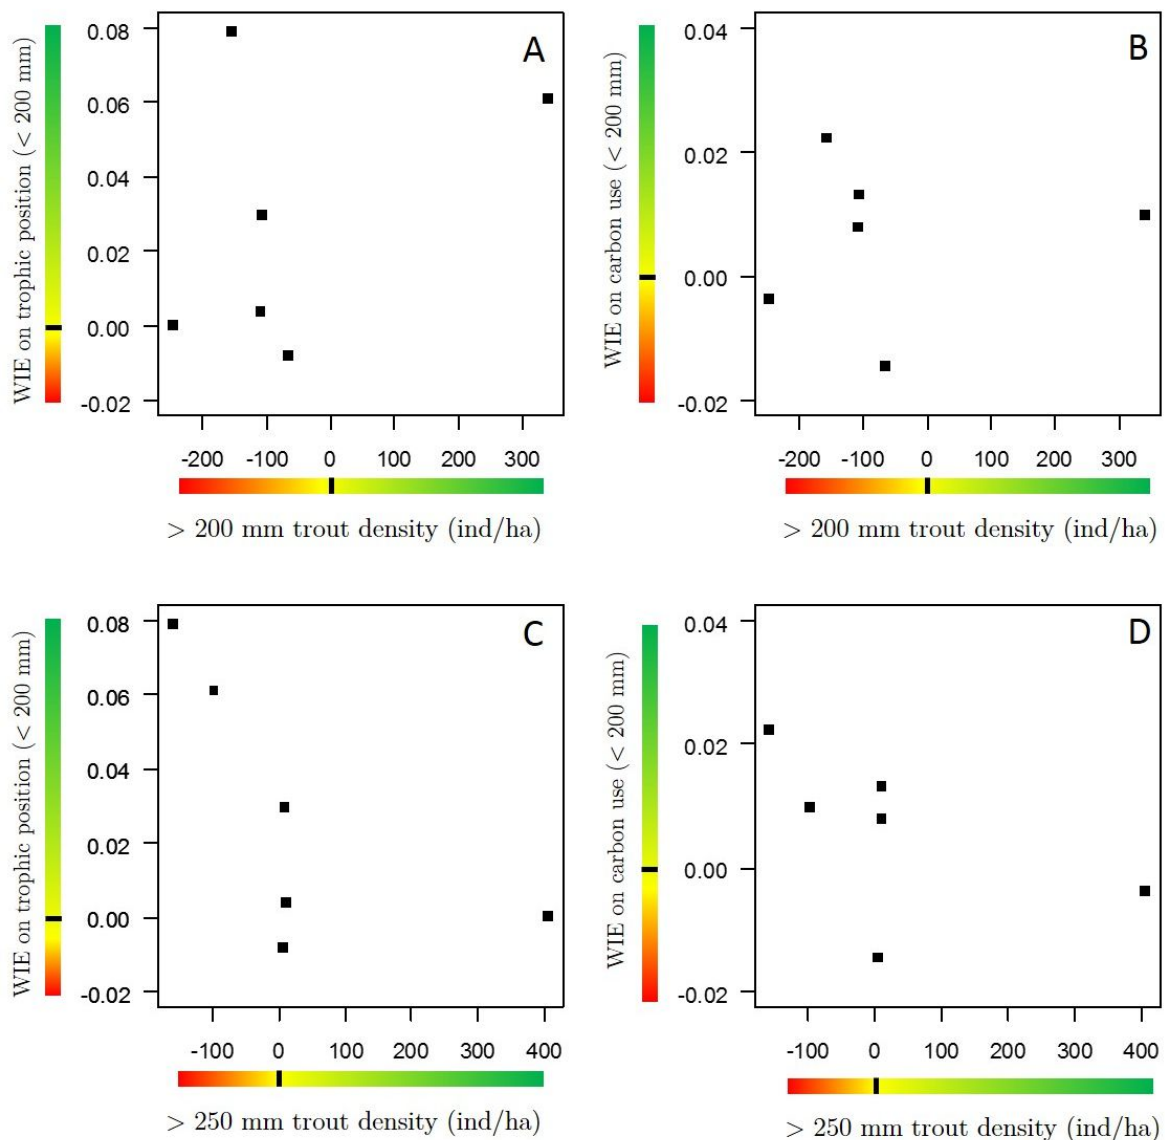 A
WIE on trophic position (< 200 mm)
0.08
0.06
0.04
0.02
0.00
-0.02
-200 -100 0 100 200 300
> 200 mm trout density (ind/ha)
B
WIE on carbon use (< 200 mm)
0.04
0.02
0.00
-0.02
-200 -100 0 100 200 300
> 200 mm trout density (ind/ha)
C
WIE on trophic position (< 200 mm)
0.08
0.06
0.04
0.02
0.00
-0.02
-100 0 100 200 300 400
> 250 mm trout density (ind/ha)
D
WIE on carbon use (< 200 mm)
0.04
0.02
0.00
-0.02
-100 0 100 200 300 400
> 250 mm trout density (ind/ha)